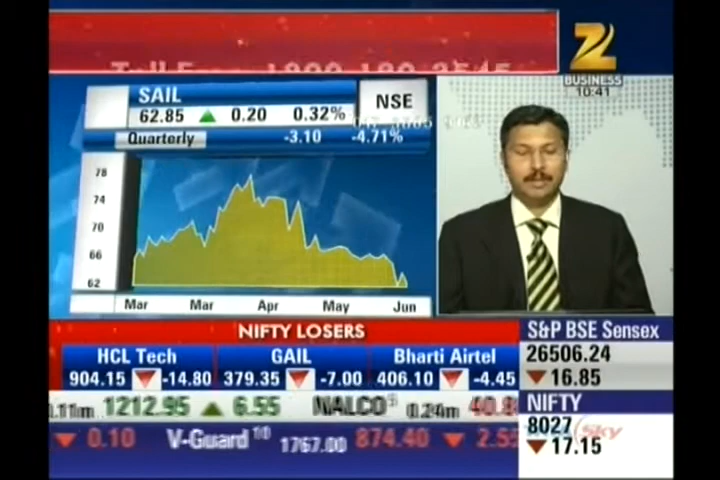 BUSINESS
10:41
SAIL
NSE
62.85 0.20 0.32%
Quarterly -3.10 -4.71%
78
74
70
66
62
Mar Mar Apr May Jun
NIFTY LOSERS
HCL Tech GAIL Bharti Airtel
904.15 -14.80 379.35 -7.00 406.10 -4.45
1212.95 6.55 NALCO 0.24m
0.10 V-Guard 10 1767.00 874.40
S&P BSE Sensex
26506.24
16.85
NIFTY
8027
sky
17.15